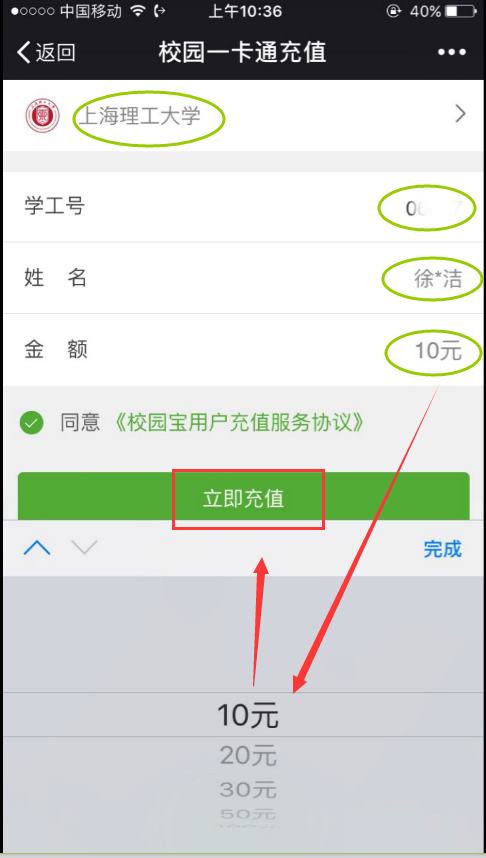 中国移动 上午10:36 40%
返回 校园一卡通充值
上海理工大学
学工号 06 7
姓 名 徐*洁
金 额 10元
同意 《校园宝用户充值服务协议》
立即充值
完成
10元
20元
30元
50元